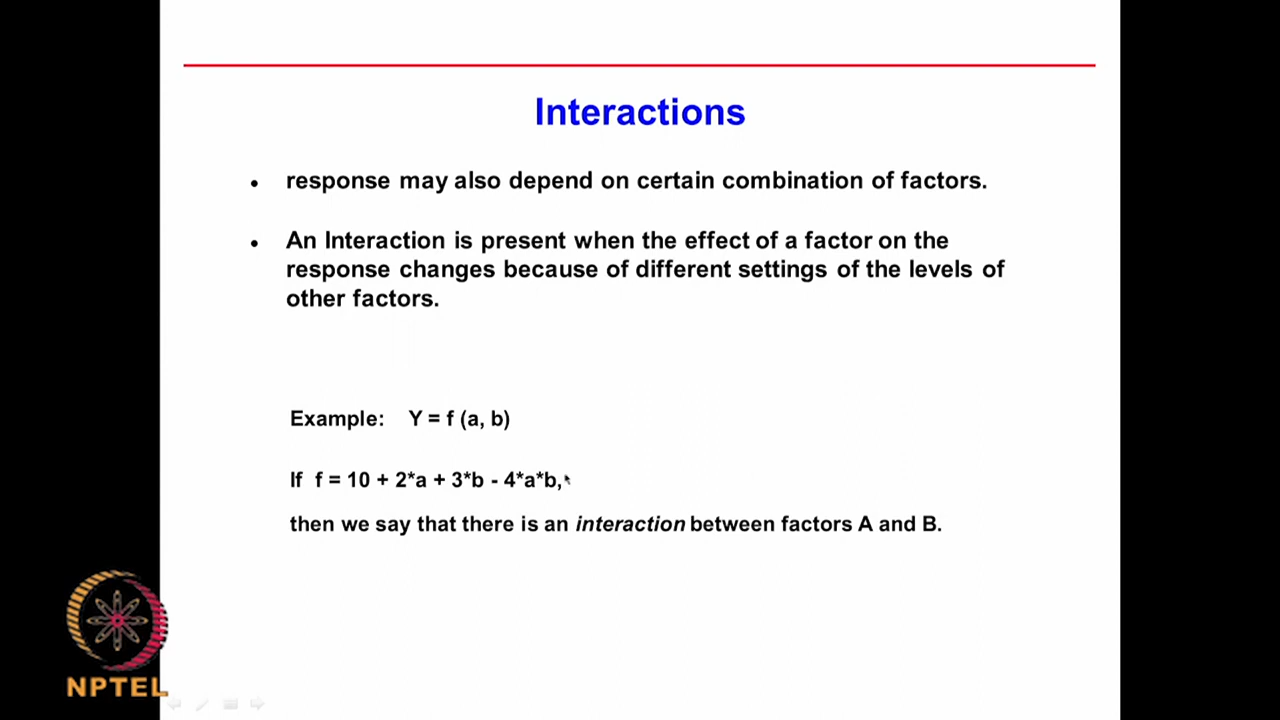 Interactions
• response may also depend on certain combination of factors.
• An Interaction is present when the effect of a factor on the
response changes because of different settings of the levels of
other factors.
Example: Y = f (a, b)
If f = 10 + 2*a + 3*b - 4*a*b,
then we say that there is an interaction between factors A and B.
NPTEL